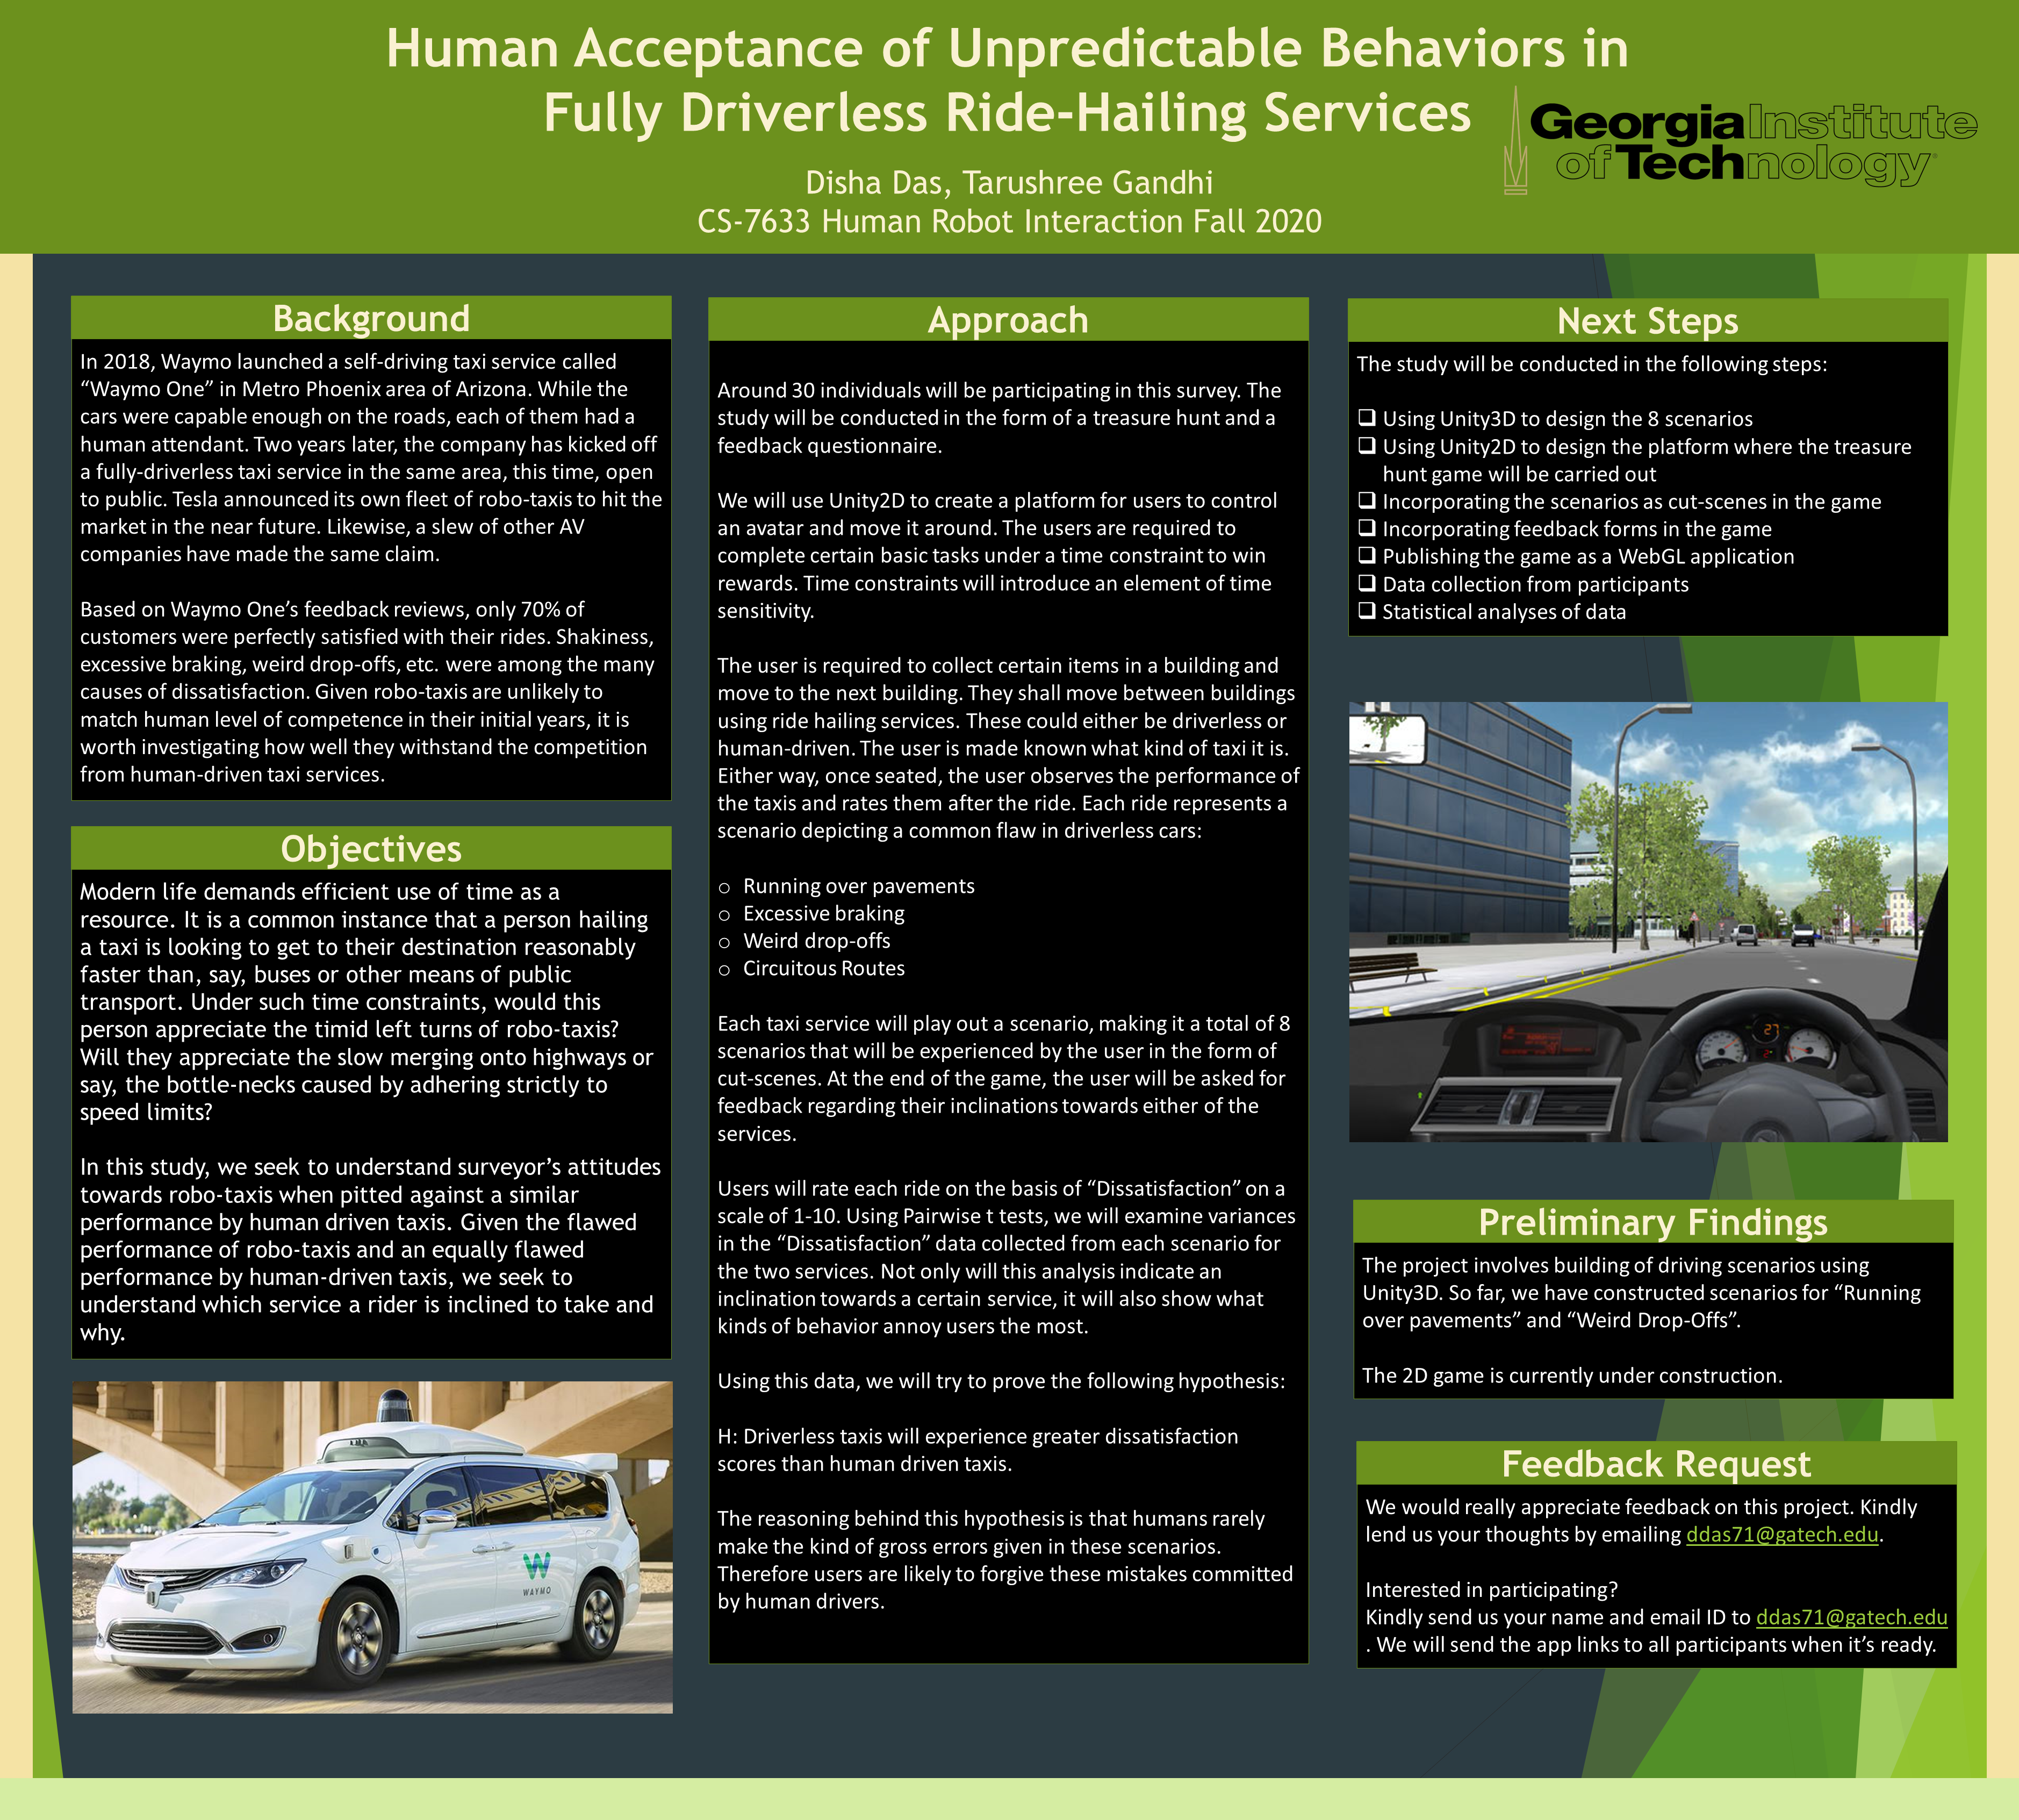 Human Acceptance of Unpredictable Behaviors in
Fully Driverless Ride-Hailing Services
Georgia Institute
of Technology
Disha Das, Tarushree Gandhi
CS-7633 Human Robot Interaction Fall 2020
Background
In 2018, Waymo launched a self-driving taxi service called
“Waymo One” in Metro Phoenix area of Arizona. While the
cars were capable enough on the roads, each of them had a
human attendant. Two years later, the company has kicked off
a fully-driverless taxi service in the same area, this time, open
to public. Tesla announced its own fleet of robo-taxis to hit the
market in the near future. Likewise, a slew of other AV
companies have made the same claim.
Based on Waymo One’s feedback reviews, only 70% of
customers were perfectly satisfied with their rides. Shakiness,
excessive braking, weird drop-offs, etc. were among the many
causes of dissatisfaction. Given robo-taxis are unlikely to
match human level of competence in their initial years, it is
worth investigating how well they withstand the competition
from human-driven taxi services.
Objectives
Modern life demands efficient use of time as a
resource. It is a common instance that a person hailing
a taxi is looking to get to their destination reasonably
faster than, say, buses or other means of public
transport. Under such time constraints, would this
person appreciate the timid left turns of robo-taxis?
Will they appreciate the slow merging onto highways or
say, the bottle-necks caused by adhering strictly to
speed limits?
In this study, we seek to understand surveyor’s attitudes
towards robo-taxis when pitted against a similar
performance by human driven taxis. Given the flawed
performance of robo-taxis and an equally flawed
performance by human-driven taxis, we seek to
understand which service a rider is inclined to take and
why.
WAYMO
Approach
Around 30 individuals will be participating in this survey. The
study will be conducted in the form of a treasure hunt and a
feedback questionnaire.
We will use Unity2D to create a platform for users to control
an avatar and move it around. The users are required to
complete certain basic tasks under a time constraint to win
rewards. Time constraints will introduce an element of time
sensitivity.
The user is required to collect certain items in a building and
move to the next building. They shall move between buildings
using ride hailing services. These could either be driverless or
human-driven. The user is made known what kind of taxi it is.
Either way, once seated, the user observes the performance of
the taxis and rates them after the ride. Each ride represents a
scenario depicting a common flaw in driverless cars:
o Running over pavements
o Excessive braking
o Weird drop-offs
o Circuitous Routes
Each taxi service will play out a scenario, making it a total of 8
scenarios that will be experienced by the user in the form of
cut-scenes. At the end of the game, the user will be asked for
feedback regarding their inclinations towards either of the
services.
Users will rate each ride on the basis of “Dissatisfaction” on a
scale of 1-10. Using Pairwise t tests, we will examine variances
in the “Dissatisfaction” data collected from each scenario for
the two services. Not only will this analysis indicate an
inclination towards a certain service, it will also show what
kinds of behavior annoy users the most.
Using this data, we will try to prove the following hypothesis:
H: Driverless taxis will experience greater dissatisfaction
scores than human driven taxis.
The reasoning behind this hypothesis is that humans rarely
make the kind of gross errors given in these scenarios.
Therefore users are likely to forgive these mistakes committed
by human drivers.
Next Steps
The study will be conducted in the following steps:
❑ Using Unity3D to design the 8 scenarios
❑ Using Unity2D to design the platform where the treasure
hunt game will be carried out
❑ Incorporating the scenarios as cut-scenes in the game
❑ Incorporating feedback forms in the game
❑ Publishing the game as a WebGL application
❑ Data collection from participants
❑ Statistical analyses of data
27
Preliminary Findings
The project involves building of driving scenarios using
Unity3D. So far, we have constructed scenarios for “Running
over pavements” and “Weird Drop-Offs”.
The 2D game is currently under construction.
Feedback Request
We would really appreciate feedback on this project. Kindly
lend us your thoughts by emailing ddas71@gatech.edu.
Interested in participating?
Kindly send us your name and email ID to ddas71@gatech.edu
. We will send the app links to all participants when it’s ready.